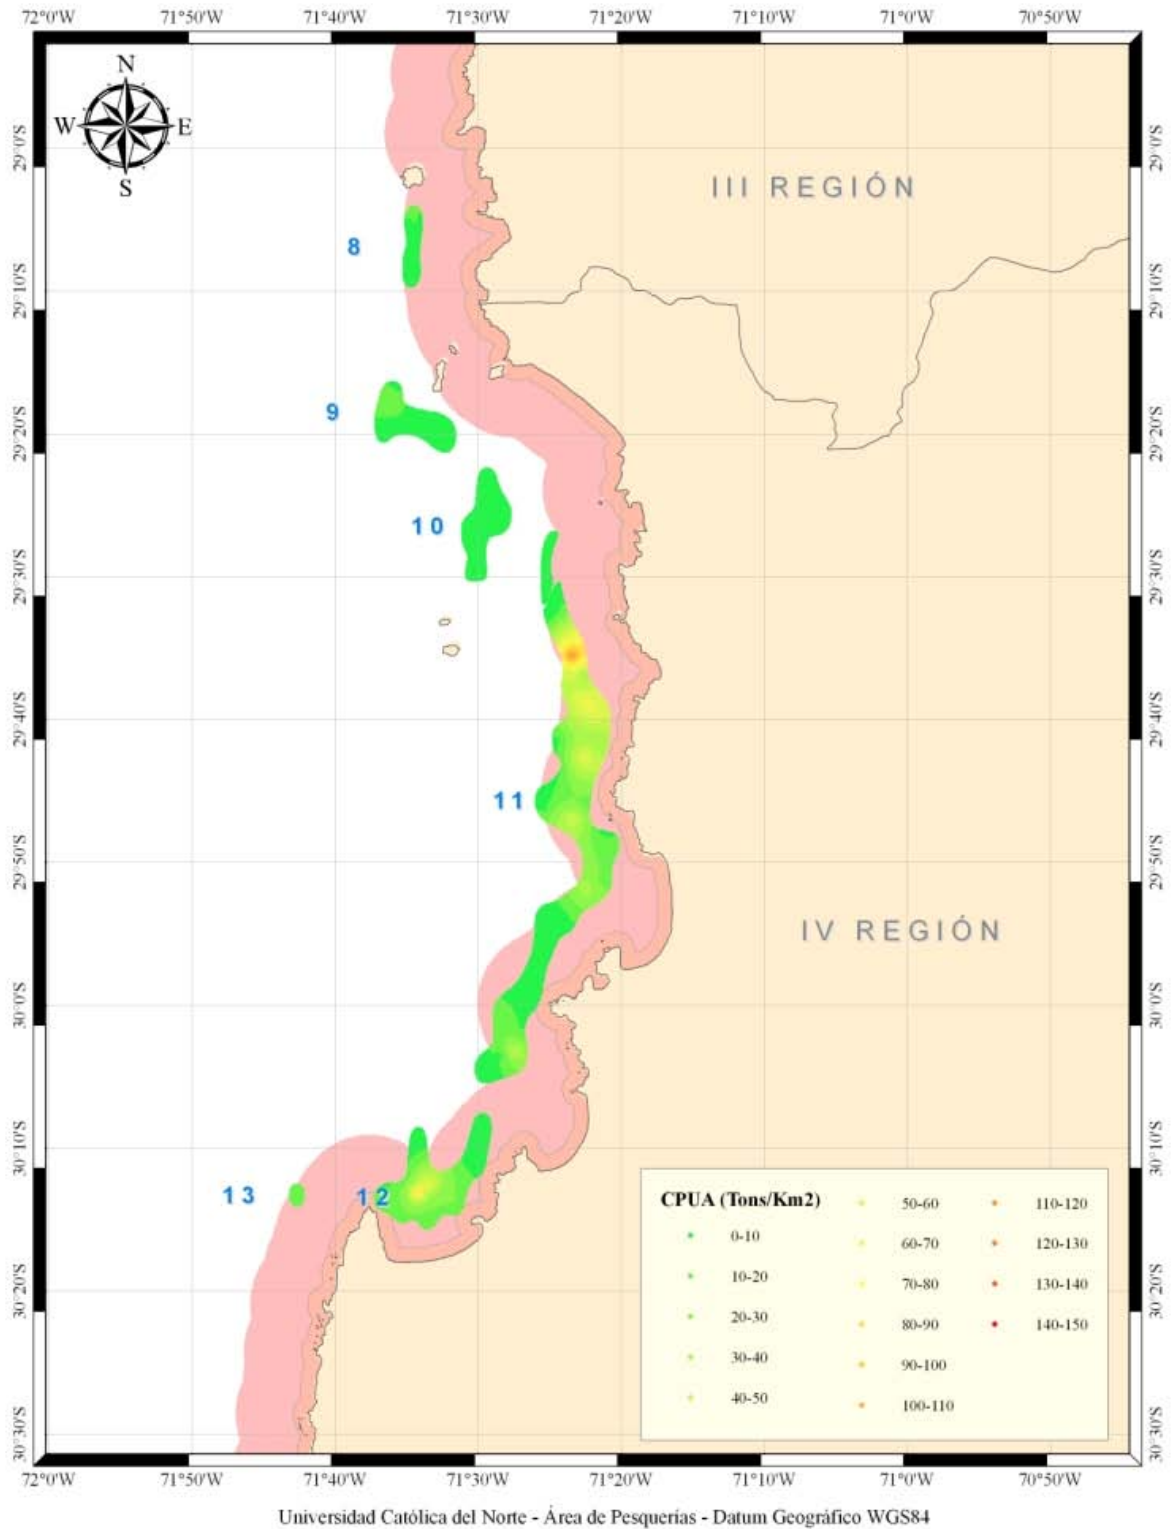 72°0'W 71°50'W 71°40'W 71°30'W 71°20'W 71°10'W 71°0'W 70°50'W
N
W E
S
29°0'S 29°0'S
III REGIÓN
8
29°10'S 29°10'S
9
29°20'S 29°20'S
10
29°30'S 29°30'S
29°40'S 29°40'S
11
29°50'S 29°50'S
IV REGIÓN
30°0'S 30°0'S
30°10'S 30°10'S
13 12
CPUA (Tons/Km2)
0-10
10-20
20-30
30-40
40-50
50-60
60-70
70-80
80-90
90-100
100-110
110-120
120-130
130-140
140-150
30°20'S 30°20'S
30°30'S 30°30'S
72°0'W 71°50'W 71°40'W 71°30'W 71°20'W 71°10'W 71°0'W 70°50'W
Universidad Católica del Norte - Área de Pesquerías - Datum Geográfico WGS84